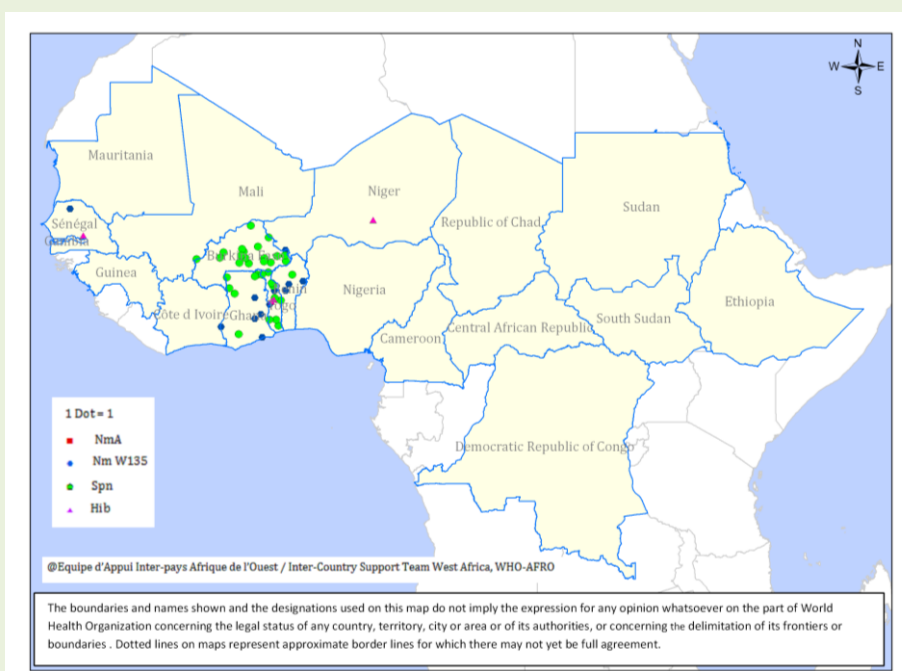 N
W E
S
Mauritania
Mali
Niger
Republic of Chad
Sudan
Sénégal
Gambia
Burkina Faso
Guinea
Nigeria
Benin
Togo
Ethiopia
Côte d Ivoire
Ghana
South Sudan
Central African Republic
Cameroon
Democratic Republic of Congo
1 Dot = 1
NmA
Nm W135
Spn
Hib
@Equipe d'Appui Inter-pays Afrique de l'Ouest / Inter-Country Support Team West Africa, WHO-AFRO
The boundaries and names shown and the designations used on this map do not imply the expression for any opinion whatsoever on the part of World
Health Organization concerning the legal status of any country, territory, city or area or of its authorities, or concerning the delimitation of its frontiers or
boundaries . Dotted lines on maps represent approximate border lines for which there may not yet be full agreement.